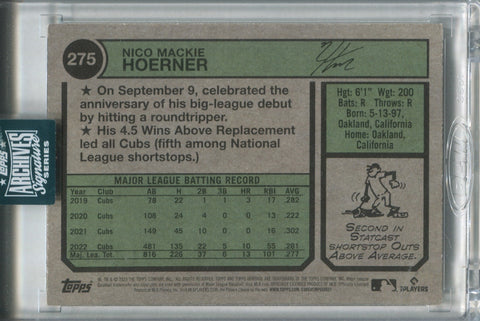 275
NICO MACKIE
HOERNER
★ On September 9, celebrated the
anniversary of his big-league debut
by hitting a roundtripper.
★ His 4.5 Wins Above Replacement
led all Cubs (fifth among National
League shortstops.)
Hgt: 6'1" Wgt: 200
Bats: R Throws: R
Born: 5-13-97,
Oakland, California
Home: Oakland,
California
TOPPS
ARCHIVES
Signature
SERIES
MAJOR LEAGUE BATTING RECORD
Year Club AB H 2B 3B HR RBI AVG.
2019 Cubs 78 22 1 1 3 17 .282
2020 Cubs 108 24 4 0 0 13 .222
2021 Cubs 149 45 10 0 0 16 .302
2022 Cubs 481 135 22 5 10 55 .281
Maj. Lea. Tot. 816 226 37 6 13 101 .277
SECOND IN
STATCAST
SHORTSTOP OUTS
ABOVE AVERAGE.
Topps
PLAYERS